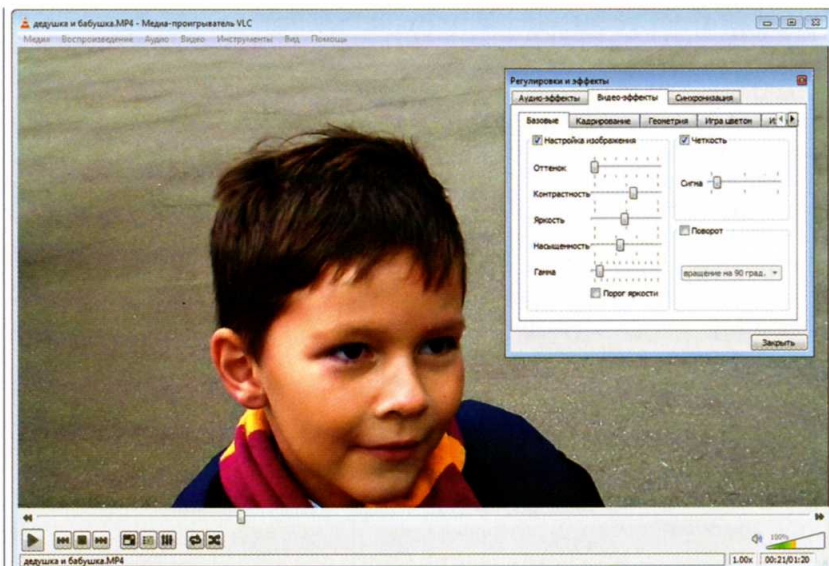 дедушка и бабушка.MP4 - Медиа-проигрыватель VLC
Медиа Воспроизведение Аудио Видео Инструменты Вид Помощь
Регулировки и эффекты
Аудио-эффекты Видео-эффекты Синхронизация
Базовые Кадрирование Геометрия Игра цветом
Настройка изображения
Оттенок
Контрастность
Яркость
Насыщенность
Гамма
Порог яркости
Четкость
Сигма
Поворот
вращение на 90 град.
Закрыть
100%
дедушка и бабушка.MP4 1.00x 00:21/01:20